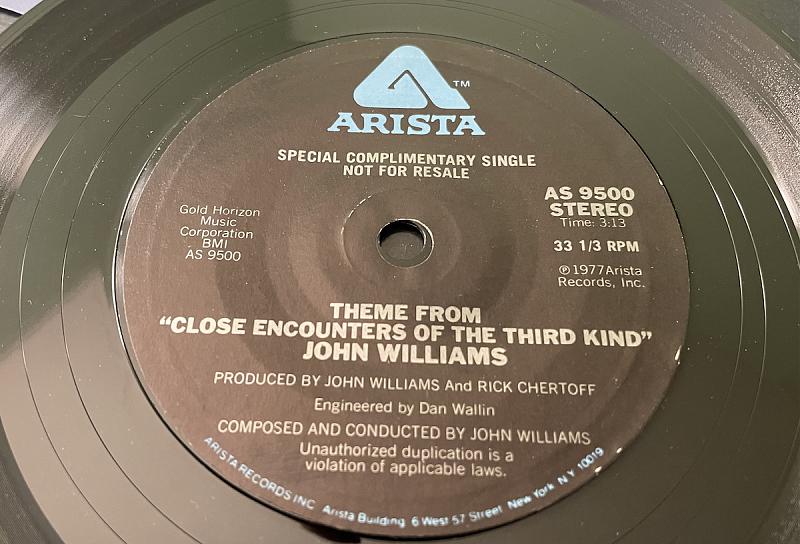 TM
ARISTA
SPECIAL COMPLIMENTARY SINGLE
NOT FOR RESALE
Gold Horizon
Music
Corporation
BMI
AS 9500
AS 9500
STEREO
Time: 3:13
33 1/3 RPM
℗1977 Arista
Records, Inc.
THEME FROM
“CLOSE ENCOUNTERS OF THE THIRD KIND”
JOHN WILLIAMS
PRODUCED BY JOHN WILLIAMS And RICK CHERTOFF
Engineered by Dan Wallin
COMPOSED AND CONDUCTED BY JOHN WILLIAMS
Unauthorized duplication is a
violation of applicable laws.
ARISTA RECORDS INC Arista Building 6 West 57 Street New York N Y 10019